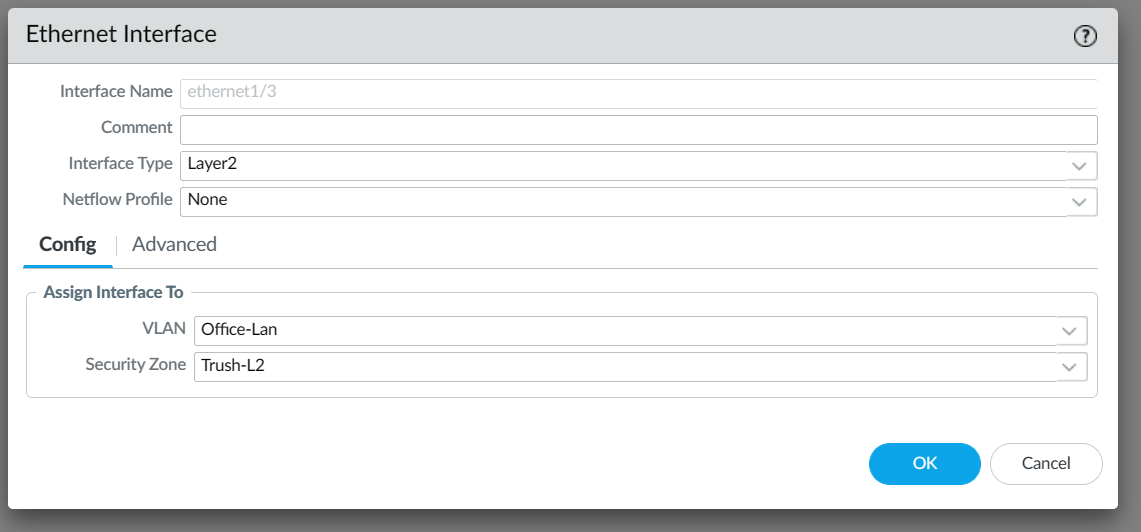 Ethernet Interface
Interface Name ethernet1/3
Comment
Interface Type Layer2
Netflow Profile None
Config Advanced
Assign Interface To
VLAN Office-Lan
Security Zone Trush-L2
OK Cancel